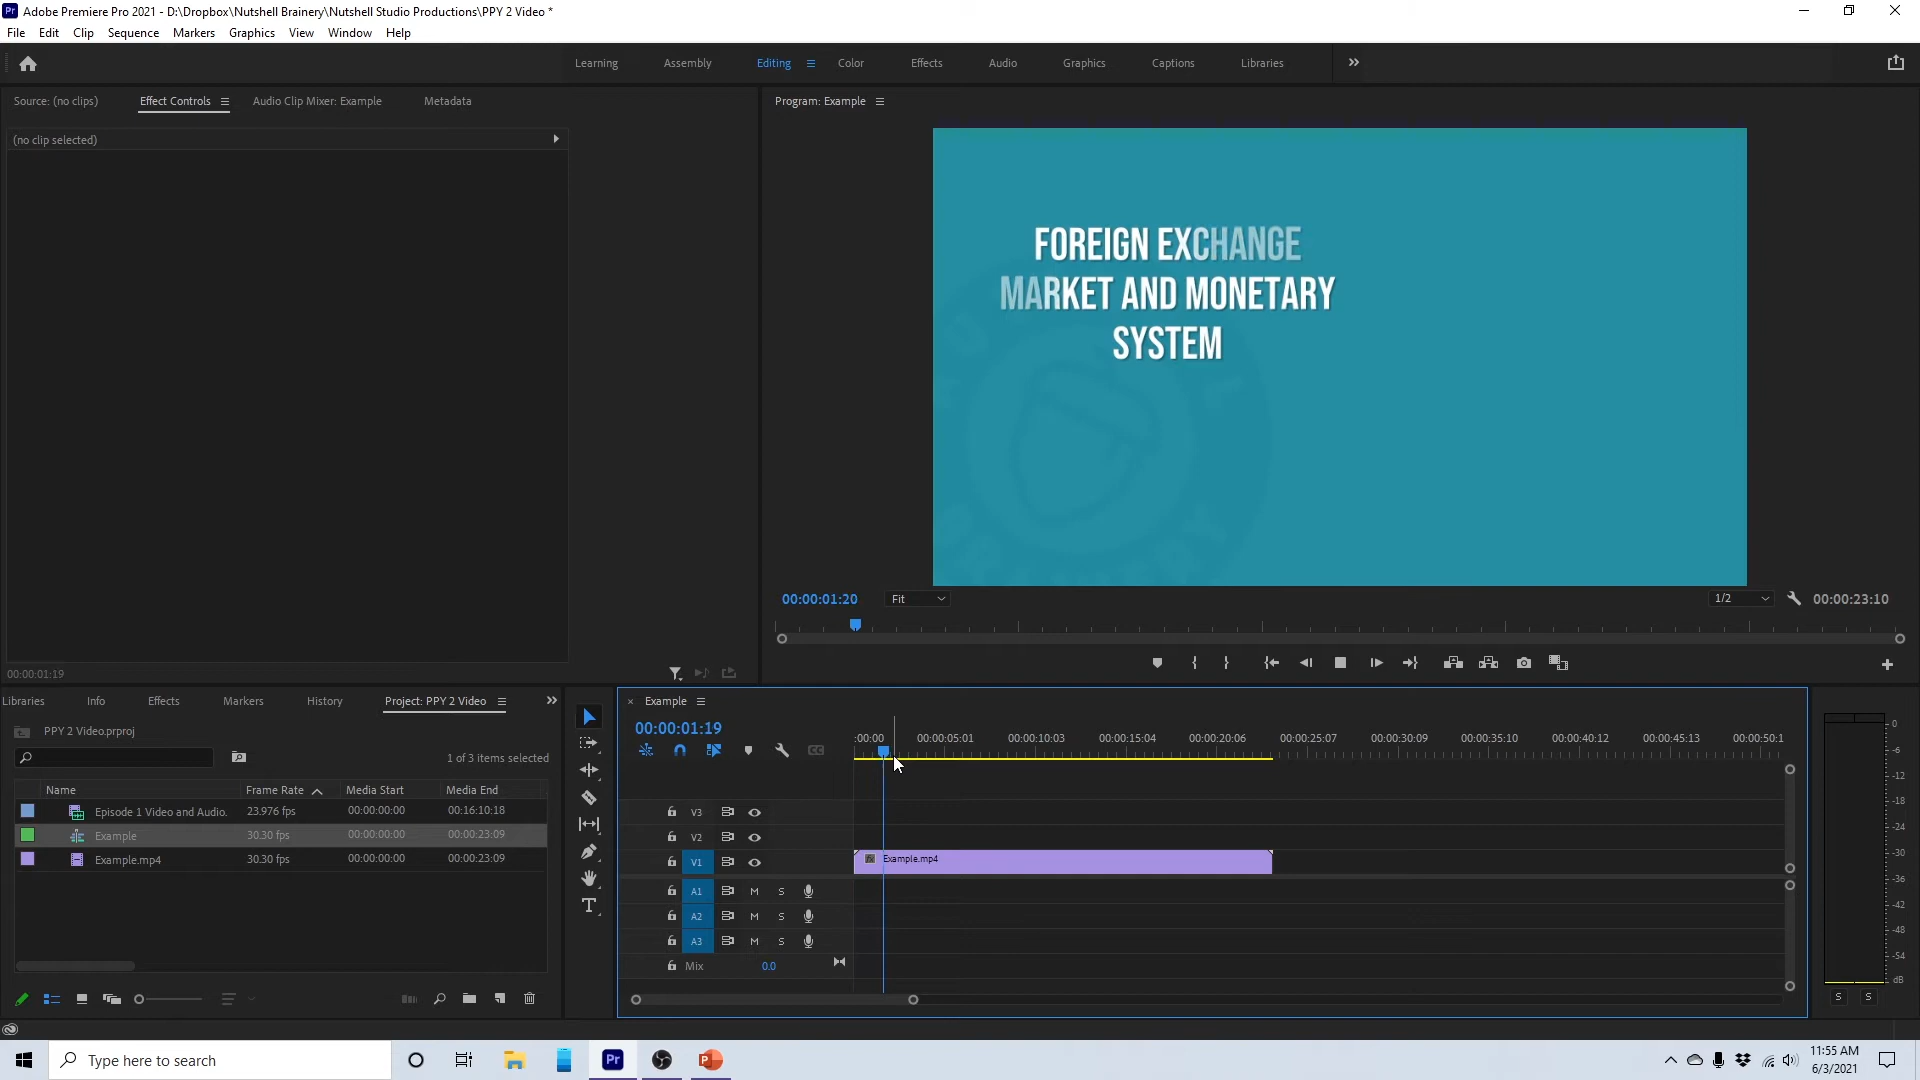 Adobe Premiere Pro 2021 - D:\Dropbox\Nutshell Brainery\Nutshell Studio Productions\PPY 2 Video *
File Edit Clip Sequence Markers Graphics View Window Help
Learning Assembly Editing Color Effects Audio Graphics Captions Libraries
Source: (no clips) Effect Controls Audio Clip Mixer: Example Metadata
Program: Example
(no clip selected)
FOREIGN EXCHANGE
MARKET AND MONETARY
SYSTEM
00:00:01:20 Fit 1/2 00:00:23:10
00:00:01:19
Libraries Info Effects Markers History Project: PPY 2 Video
PPY 2 Video.prproj
1 of 3 items selected
Name Frame Rate Media Start Media End
Episode 1 Video and Audio. 23.976 fps 00:00:00:00 00:16:10:18
Example 30.30 fps 00:00:00:00 00:00:23:09
Example.mp4 30.30 fps 00:00:00:00 00:00:23:09
Example
00:00:01:19
:00:00 00:00:05:01 00:00:10:03 00:00:15:04 00:00:20:06 00:00:25:07 00:00:30:09 00:00:35:10 00:00:40:12 00:00:45:13 00:00:50:1
V3
V2
V1 Example.mp4
A1 M S
A2 M S
A3 M S
Mix 0.0
0
-6
-12
-18
-24
-30
-36
-42
-48
-54
dB
S S
Type here to search
11:55 AM
6/3/2021